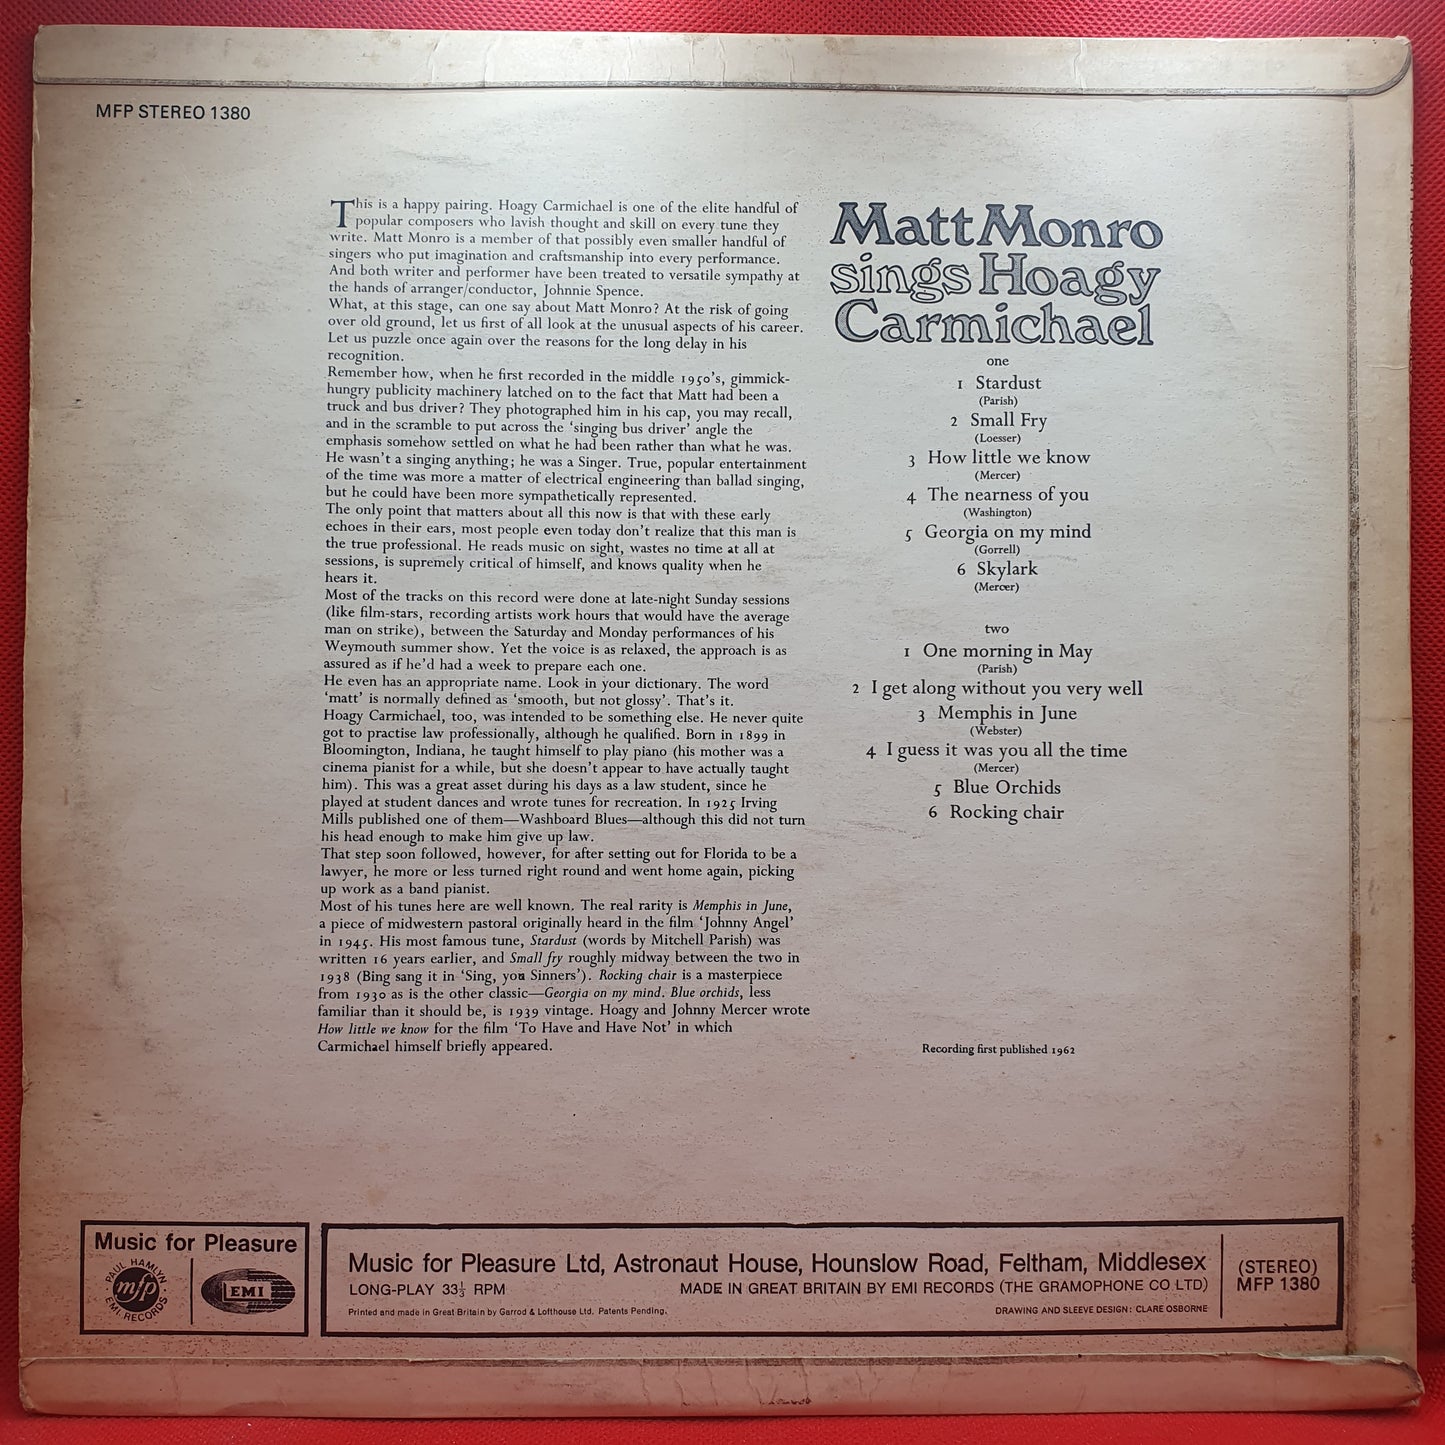 MFP STEREO 1380
This is a happy pairing. Hoagy Carmichael is one of the elite handful of
popular composers who lavish thought and skill on every tune they
write. Matt Monro is a member of that possibly even smaller handful of
singers who put imagination and craftsmanship into every performance.
And both writer and performer have been treated to versatile sympathy at
the hands of arranger/conductor, Johnnie Spence.
What, at this stage, can one say about Matt Monro? At the risk of going
over old ground, let us first of all look at the unusual aspects of his career.
Let us puzzle once again over the reasons for the long delay in his
recognition.
Remember how, when he first recorded in the middle 1950's, gimmick-
hungry publicity machinery latched on to the fact that Matt had been a
truck and bus driver? They photographed him in his cap, you may recall,
and in the scramble to put across the 'singing bus driver' angle the
emphasis somehow settled on what he had been rather than what he was.
He wasn't a singing anything; he was a Singer. True, popular entertainment
of the time was more a matter of electrical engineering than ballad singing,
but he could have been more sympathetically represented.
The only point that matters about all this now is that with these early
echoes in their ears, most people even today don't realize that this man is
the true professional. He reads music on sight, wastes no time at all at
sessions, is supremely critical of himself, and knows quality when he
hears it.
Most of the tracks on this record were done at late-night Sunday sessions
(like film-stars, recording artists work hours that would have the average
man on strike), between the Saturday and Monday performances of his
Weymouth summer show. Yet the voice is as relaxed, the approach is as
assured as if he'd had a week to prepare each one.
He even has an appropriate name. Look in your dictionary. The word
'matt' is normally defined as 'smooth, but not glossy'. That's it.
Hoagy Carmichael, too, was intended to be something else. He never quite
got to practise law professionally, although he qualified. Born in 1899 in
Bloomington, Indiana, he taught himself to play piano (his mother was a
cinema pianist for a while, but she doesn't appear to have actually taught
him). This was a great asset during his days as a law student, since he
played at student dances and wrote tunes for recreation. In 1925 Irving
Mills published one of them—Washboard Blues—although this did not turn
his head enough to make him give up law.
That step soon followed, however, for after setting out for Florida to be a
lawyer, he more or less turned right round and went home again, picking
up work as a band pianist.
Most of his tunes here are well known. The real rarity is Memphis in June,
a piece of midwestern pastoral originally heard in the film 'Johnny Angel'
in 1945. His most famous tune, Stardust (words by Mitchell Parish) was
written 16 years earlier, and Small fry roughly midway between the two in
1938 (Bing sang it in 'Sing, you Sinners'). Rocking chair is a masterpiece
from 1930 as is the other classic—Georgia on my mind. Blue orchids, less
familiar than it should be, is 1939 vintage. Hoagy and Johnny Mercer wrote
How little we know for the film 'To Have and Have Not' in which
Carmichael himself briefly appeared.
Matt Monro
sings Hoagy
Carmichael
one
1 Stardust
(Parish)
2 Small Fry
(Loesser)
3 How little we know
(Mercer)
4 The nearness of you
(Washington)
5 Georgia on my mind
(Gorrell)
6 Skylark
(Mercer)
two
1 One morning in May
(Parish)
2 I get along without you very well
3 Memphis in June
(Webster)
4 I guess it was you all the time
(Mercer)
5 Blue Orchids
6 Rocking chair
Recording first published 1962
Music for Pleasure
PAUL HAMLYN
mfp
EMI RECORDS
EMI
Music for Pleasure Ltd, Astronaut House, Hounslow Road, Feltham, Middlesex
LONG-PLAY 33⅓ RPM
MADE IN GREAT BRITAIN BY EMI RECORDS (THE GRAMOPHONE CO LTD)
Printed and made in Great Britain by Garrod & Lofthouse Ltd. Patents Pending.
DRAWING AND SLEEVE DESIGN: CLARE OSBORNE
(STEREO)
MFP 1380